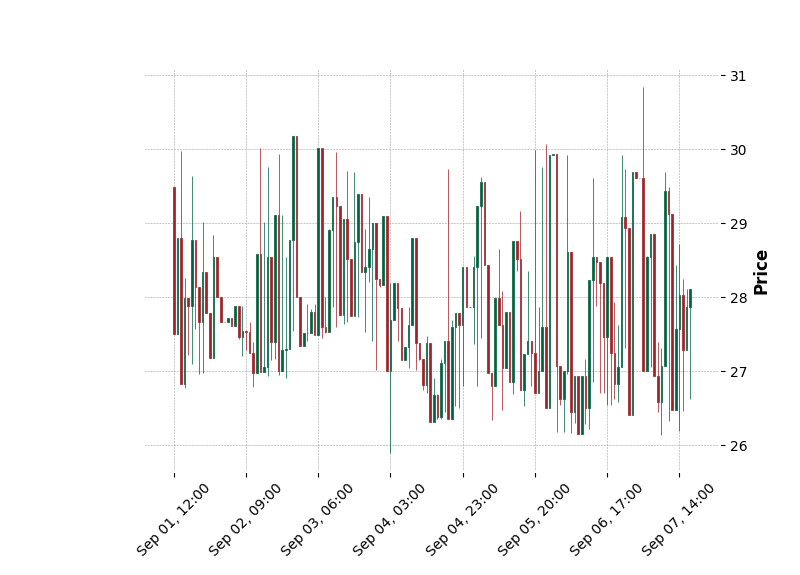 31
30
29
28
27
26
Price
Sep 01, 12:00
Sep 02, 09:00
Sep 03, 06:00
Sep 04, 03:00
Sep 04, 23:00
Sep 05, 20:00
Sep 06, 17:00
Sep 07, 14:00